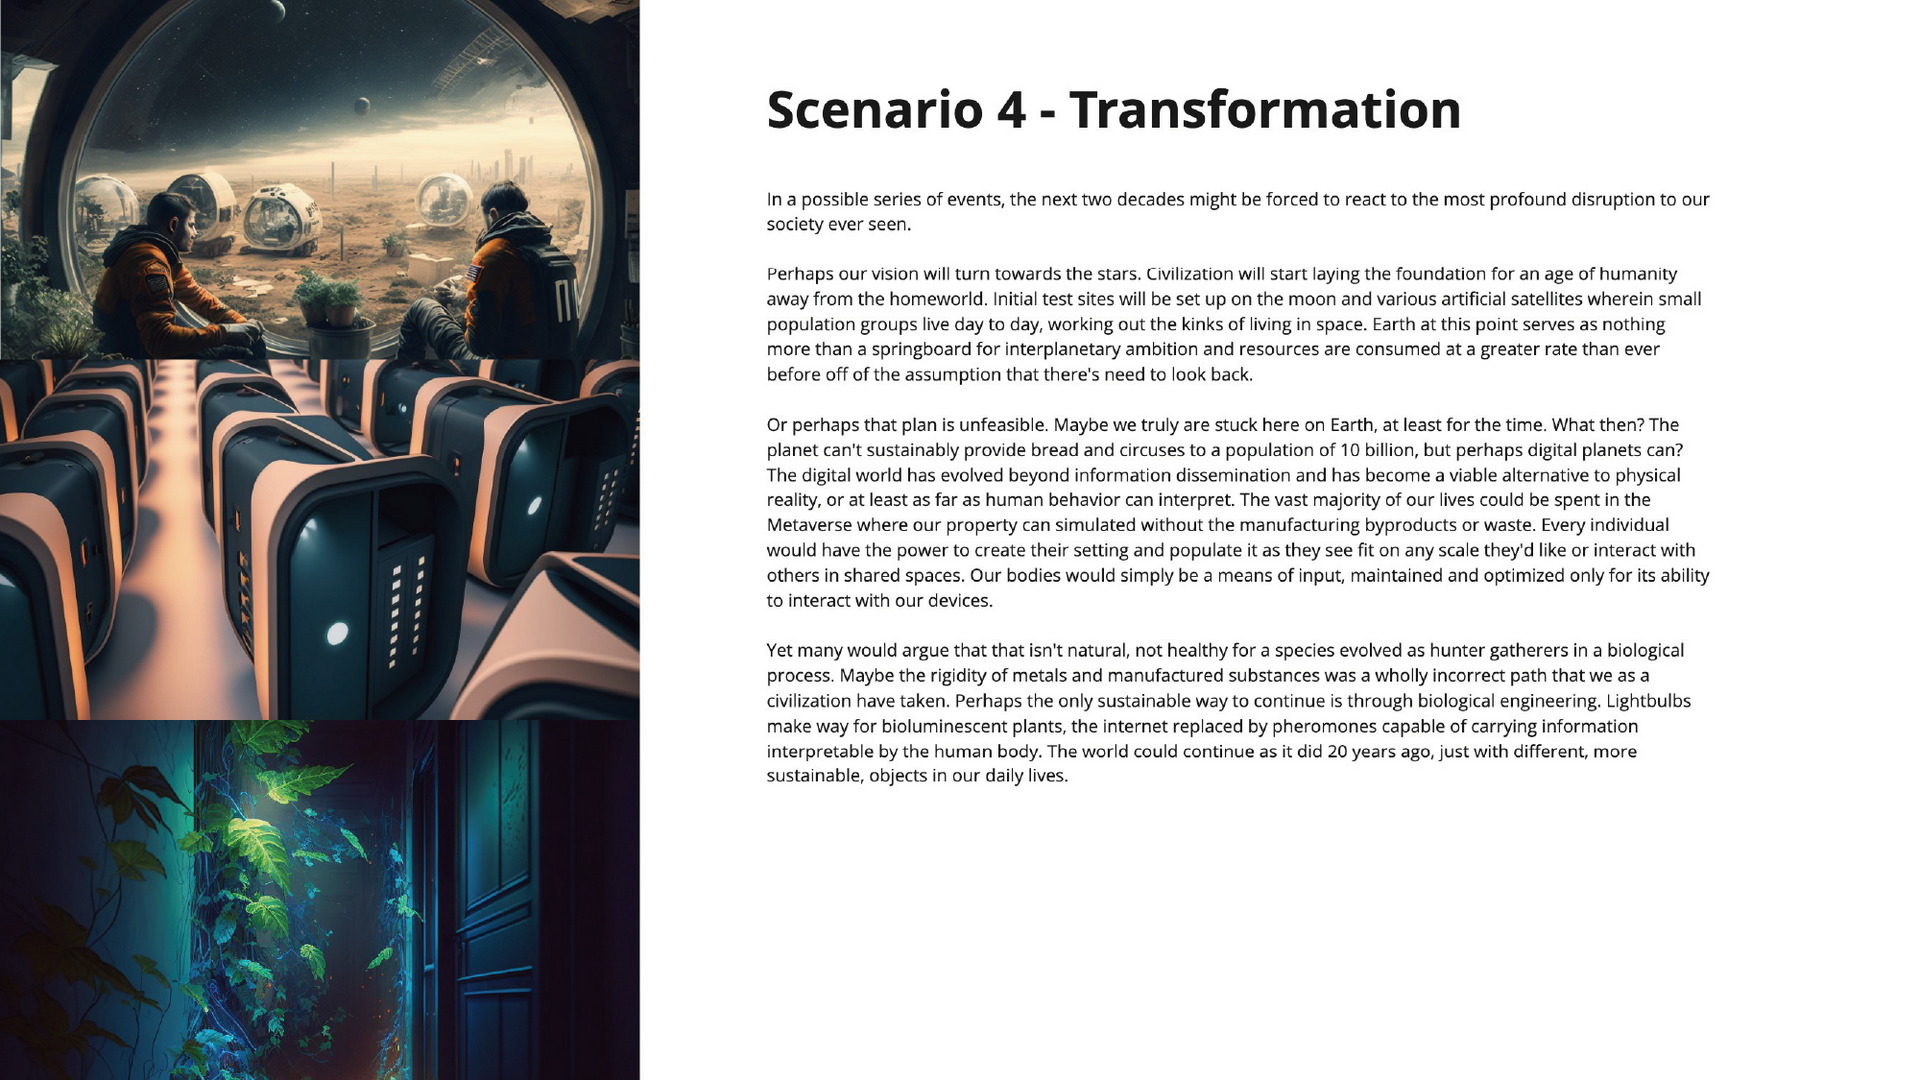 Scenario 4 - Transformation
In a possible series of events, the next two decades might be forced to react to the most profound disruption to our
society ever seen.
Perhaps our vision will turn towards the stars. Civilization will start laying the foundation for an age of humanity
away from the homeworld. Initial test sites will be set up on the moon and various artificial satellites wherein small
population groups live day to day, working out the kinks of living in space. Earth at this point serves as nothing
more than a springboard for interplanetary ambition and resources are consumed at a greater rate than ever
before off of the assumption that there's need to look back.
Or perhaps that plan is unfeasible. Maybe we truly are stuck here on Earth, at least for the time. What then? The
planet can't sustainably provide bread and circuses to a population of 10 billion, but perhaps digital planets can?
The digital world has evolved beyond information dissemination and has become a viable alternative to physical
reality, or at least as far as human behavior can interpret. The vast majority of our lives could be spent in the
Metaverse where our property can simulated without the manufacturing byproducts or waste. Every individual
would have the power to create their setting and populate it as they see fit on any scale they'd like or interact with
others in shared spaces. Our bodies would simply be a means of input, maintained and optimized only for its ability
to interact with our devices.
Yet many would argue that that isn't natural, not healthy for a species evolved as hunter gatherers in a biological
process. Maybe the rigidity of metals and manufactured substances was a wholly incorrect path that we as a
civilization have taken. Perhaps the only sustainable way to continue is through biological engineering. Lightbulbs
make way for bioluminescent plants, the internet replaced by pheromones capable of carrying information
interpretable by the human body. The world could continue as it did 20 years ago, just with different, more
sustainable, objects in our daily lives.